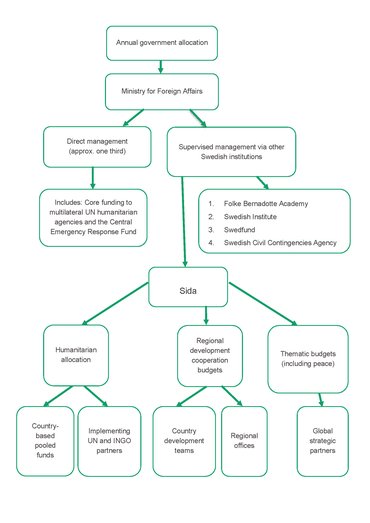 Annual government allocation
Ministry for Foreign Affairs
Direct management
(approx. one third)
Supervised management via other
Swedish institutions
Includes: Core funding to
multilateral UN humanitarian
agencies and the Central
Emergency Response Fund
1. Folke Bernadotte Academy
2. Swedish Institute
3. Swedfund
4. Swedish Civil Contingencies Agency
Sida
Humanitarian
allocation
Regional
development
cooperation
budgets
Thematic budgets
(including peace)
Country-
based
pooled
funds
Implementing
UN and INGO
partners
Country
development
teams
Regional
offices
Global
strategic
partners